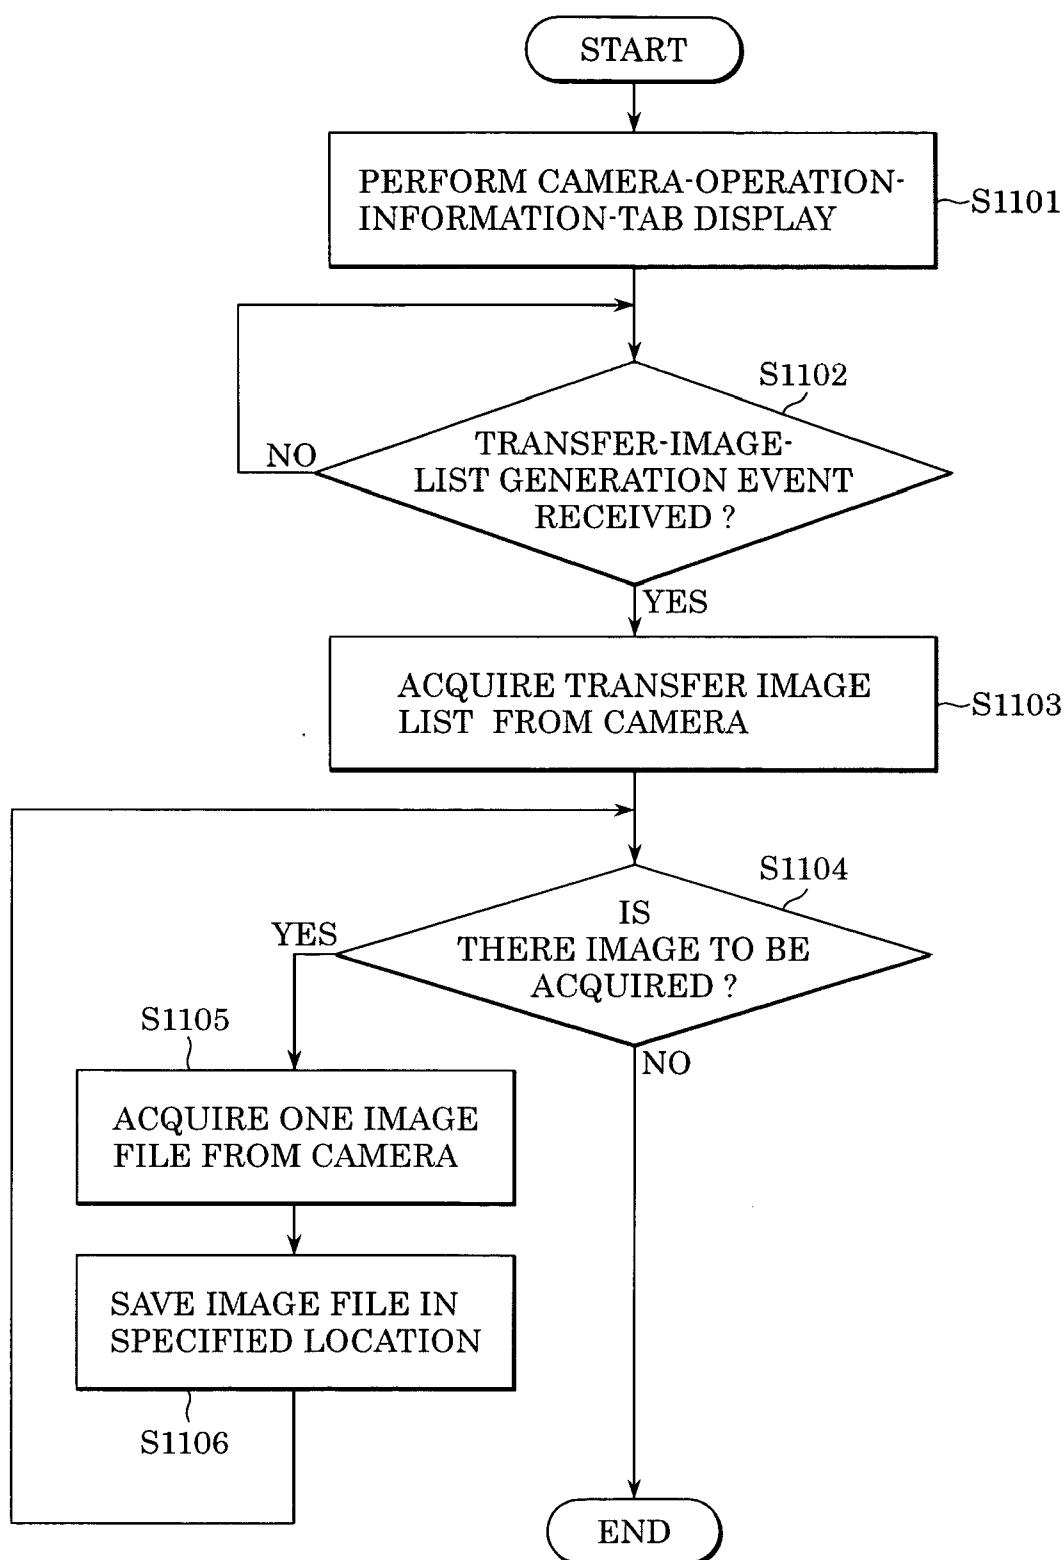 START
PERFORM CAMERA-OPERATION-
INFORMATION-TAB DISPLAY
S1101
S1102
TRANSFER-IMAGE-
LIST GENERATION EVENT
RECEIVED ?
NO
YES
ACQUIRE TRANSFER IMAGE
LIST FROM CAMERA
S1103
S1104
IS
THERE IMAGE TO BE
ACQUIRED ?
YES
NO
S1105
ACQUIRE ONE IMAGE
FILE FROM CAMERA
SAVE IMAGE FILE IN
SPECIFIED LOCATION
S1106
END